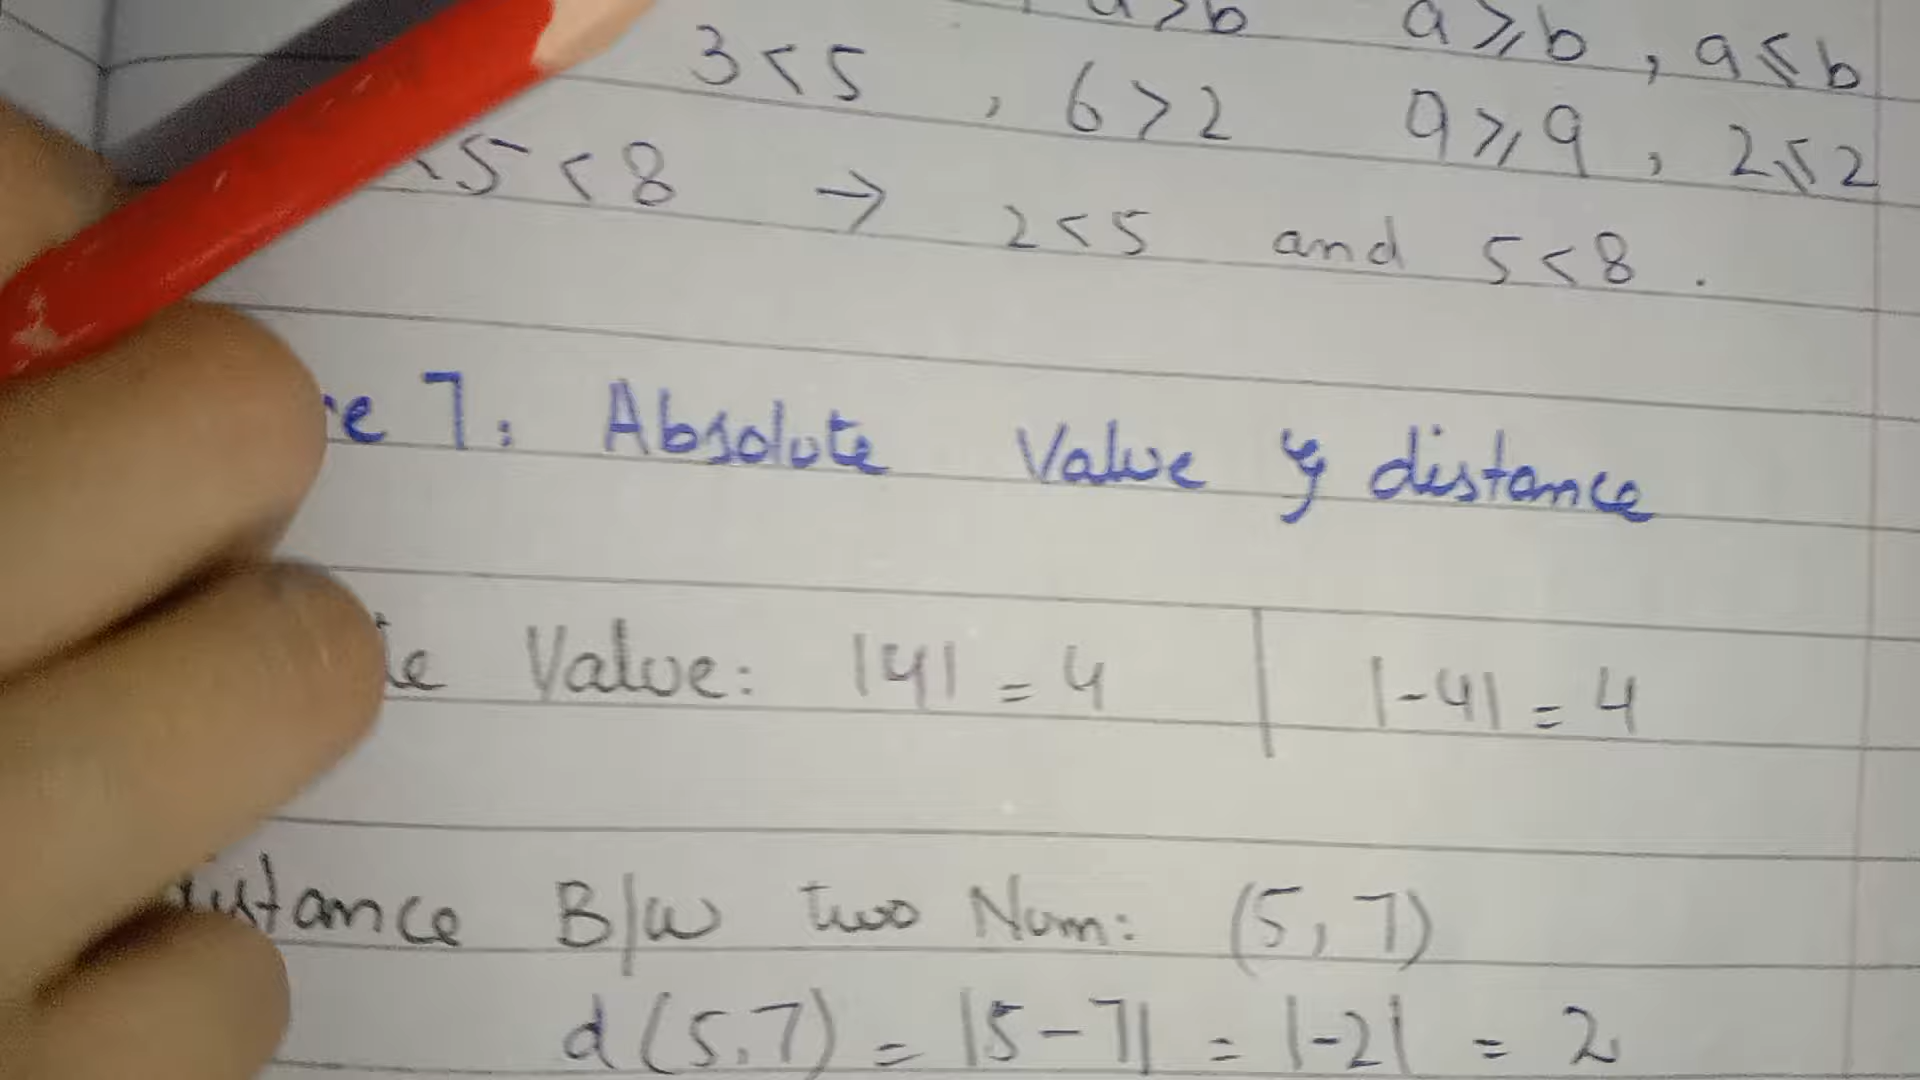 a>b a≥b, a≤b
3<5, 6>2 9≥9, 2≤2
<5<8 → 2<5 and 5<8.
7: Absolute Value & distance
Value: |4| = 4 | |-4| = 4
istance B/w two Num: (5, 7)
d(5,7) = |5-7| = |-2| = 2